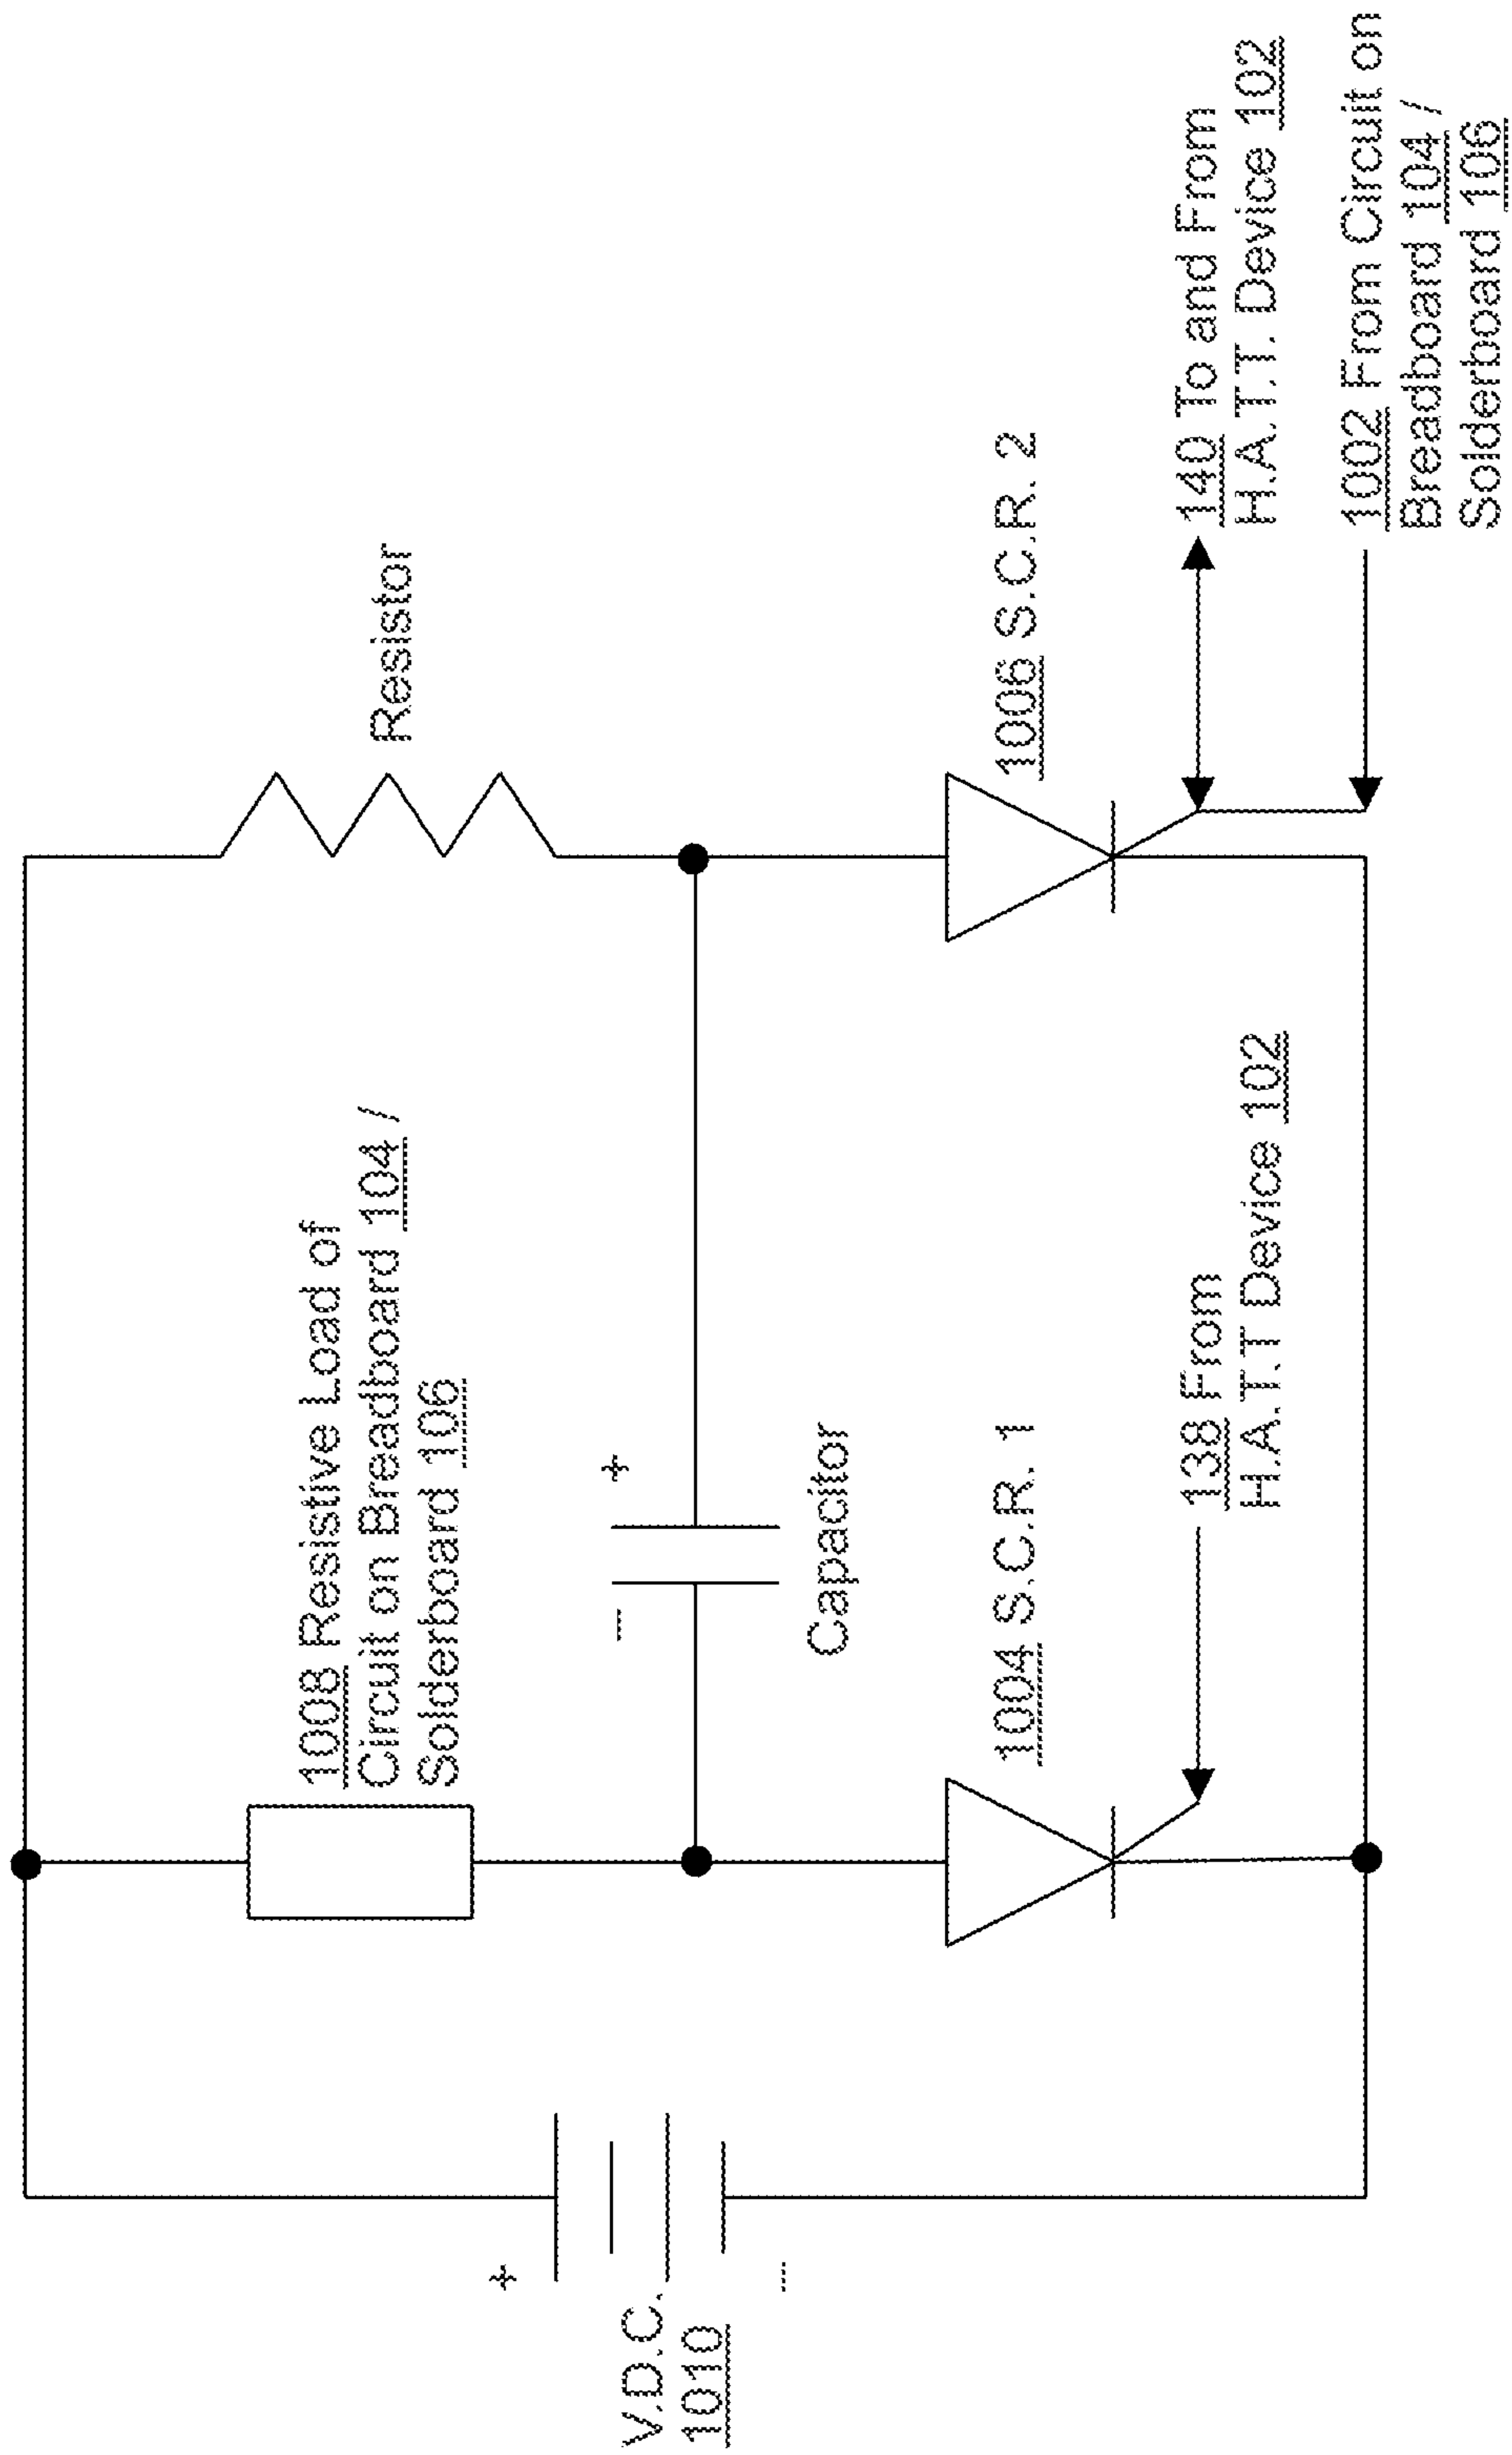 +
V.D.C.
1010
–
1008 Resistive Load of
Circuit on Breadboard 104 /
Solderboard 106
–
+
Capacitor
Resistor
1004 S.C.R. 1
138 From
H.A.T.T Device 102
1006 S.C.R. 2
140 To and From
H.A.T.T. Device 102
1002 From Circuit on
Breadboard 104 /
Solderboard 106